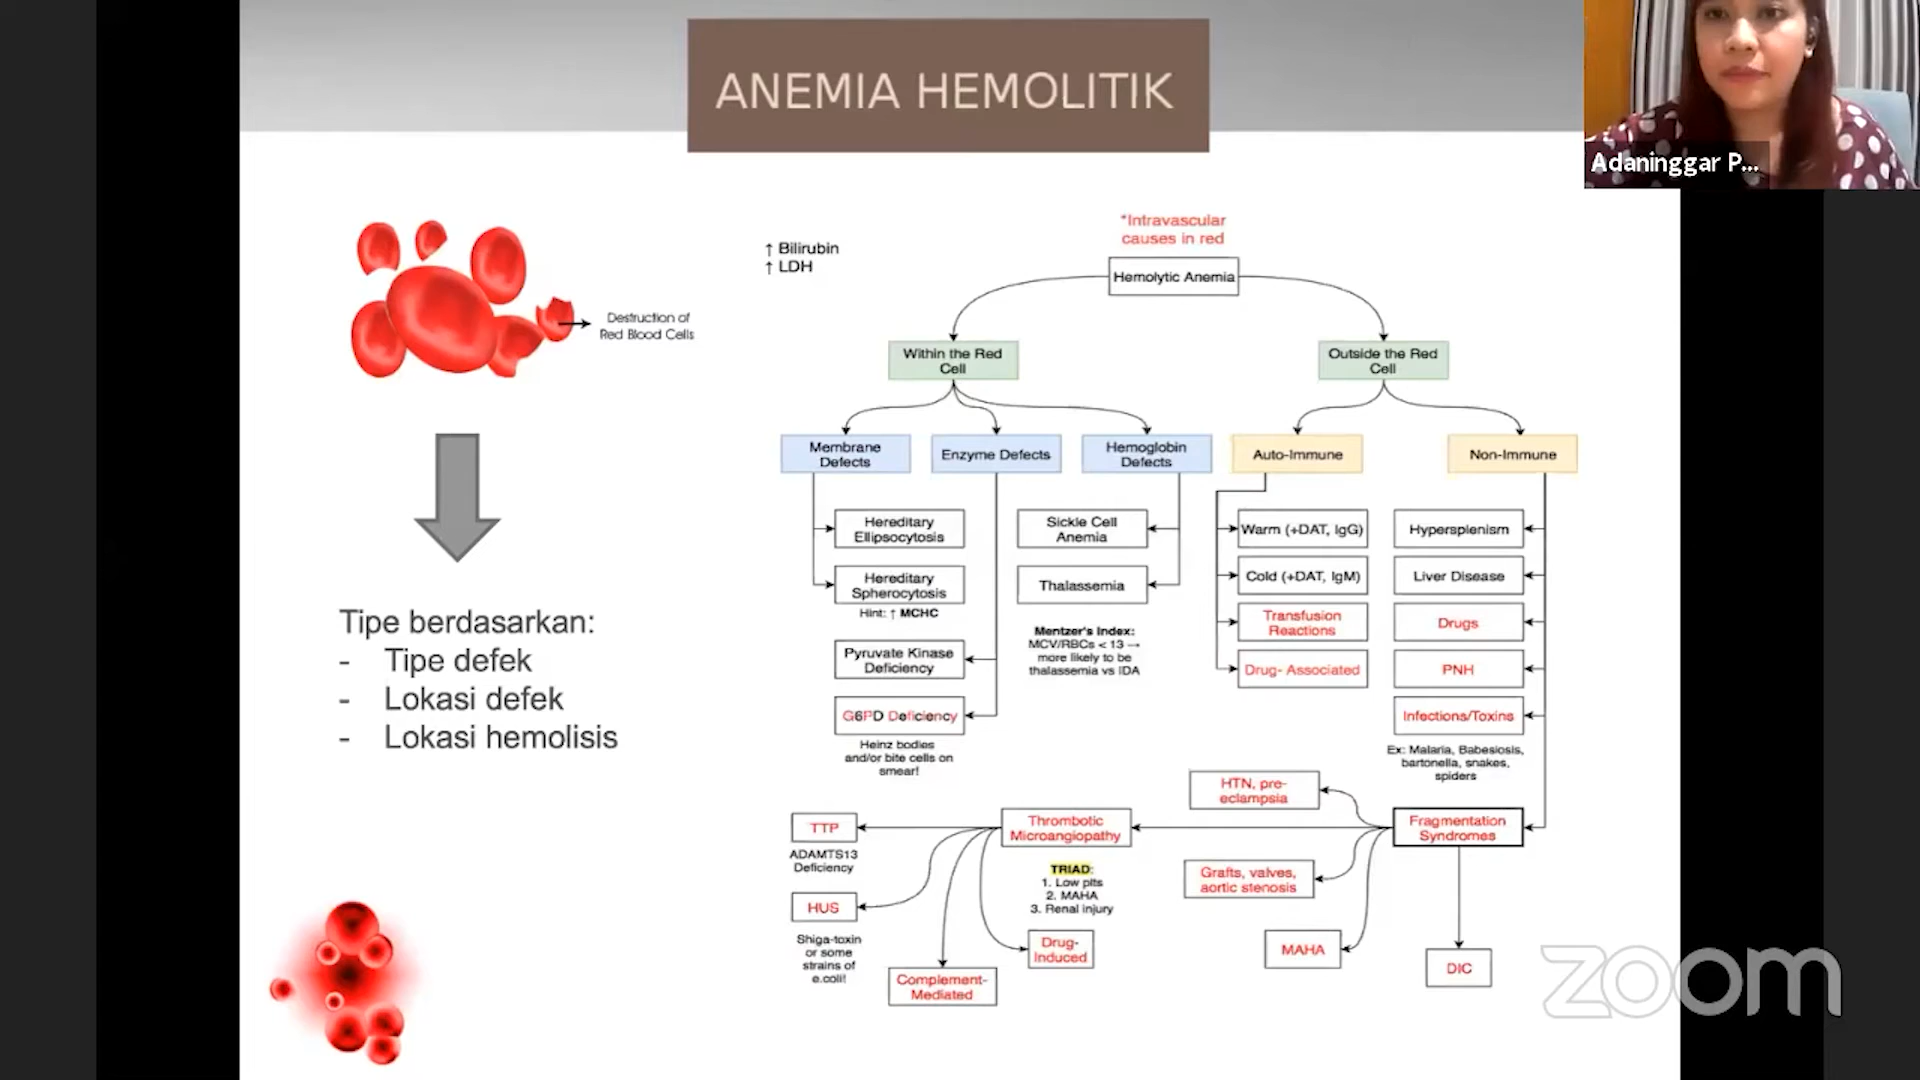 ANEMIA HEMOLITIK
Adaninggar P...
Destruction of
Red Blood Cells
Tipe berdasarkan:
- Tipe defek
- Lokasi defek
- Lokasi hemolisis
↑ Bilirubin
↑ LDH
*Intravascular
causes in red
Hemolytic Anemia
Within the Red
Cell
Outside the Red
Cell
Membrane
Defects
Enzyme Defects
Hemoglobin
Defects
Auto-Immune
Non-Immune
Hereditary
Ellipsocytosis
Hereditary
Spherocytosis
Hint: ↑ MCHC
Pyruvate Kinase
Deficiency
G6PD Deficiency
Heinz bodies
and/or bite cells on
smear!
Sickle Cell
Anemia
Thalassemia
Mentzer's Index:
MCV/RBCs < 13 →
more likely to be
thalassemia vs IDA
Warm (+DAT, IgG)
Cold (+DAT, IgM)
Transfusion
Reactions
Drug- Associated
Hypersplenism
Liver Disease
Drugs
PNH
Infections/Toxins
Ex: Malaria, Babesiosis,
bartonella, snakes,
spiders
HTN, pre-
eclampsia
Fragmentation
Syndromes
Thrombotic
Microangiopathy
TRIAD:
1. Low plts
2. MAHA
3. Renal injury
Grafts, valves,
aortic stenosis
MAHA
DIC
TTP
ADAMTS13
Deficiency
HUS
Shiga-toxin
or some
strains of
e.coli!
Complement-
Mediated
Drug-
Induced
zoom